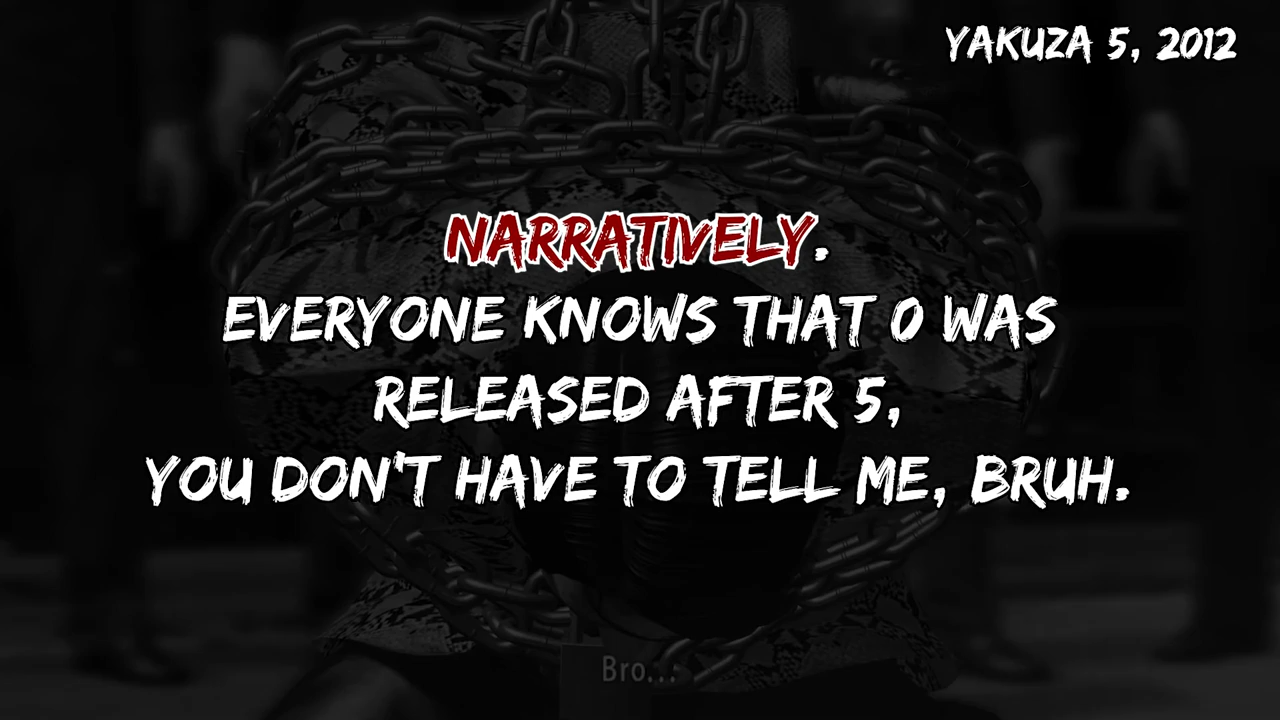 YAKUZA 5, 2012
NARRATIVELY.
EVERYONE KNOWS THAT 0 WAS
RELEASED AFTER 5,
YOU DON'T HAVE TO TELL ME, BRUH.
Bro...